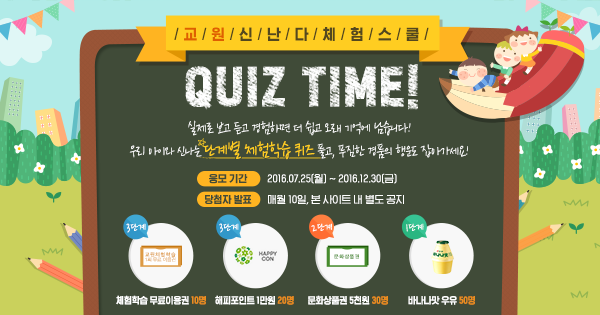 /교/원/신/난/다/체/험/스/쿨/
QUIZ TIME!
실제로 보고 듣고 경험하면 더 쉽고 오래 기억에 남습니다!
우리 아이와 신나는 단계별 체험학습 퀴즈 풀고, 푸짐한 경품의 행운도 잡아가세요!
응모 기간 2016.07.25(월) ~ 2016.12.30(금)
당첨자 발표 매월 10일, 본 사이트 내 별도 공지
3단계 3단계 2단계 1단계
교원체험학습
HAPPY CON
문화상품권
체험학습 무료이용권 10명 해피포인트 1만원 20명 문화상품권 5천원 30명 바나나맛 우유 50명